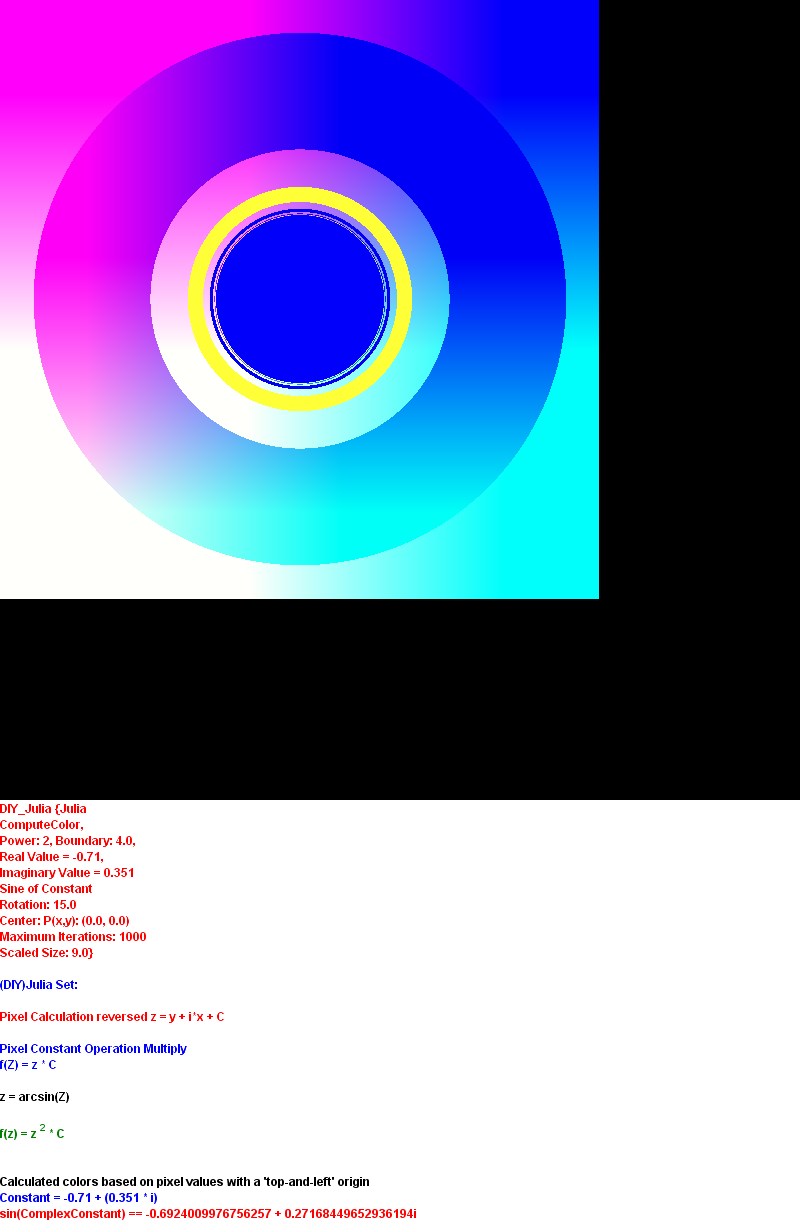 DIY_Julia {Julia
ComputeColor,
Power: 2, Boundary: 4.0,
Real Value = -0.71,
Imaginary Value = 0.351
Sine of Constant
Rotation: 15.0
Center: P(x,y): (0.0, 0.0)
Maximum Iterations: 1000
Scaled Size: 9.0}
(DIY)Julia Set:
Pixel Calculation reversed z = y + i*x + C
Pixel Constant Operation Multiply
f(Z) = z * C
z = arcsin(Z)
f(z) = z 2 * C
Calculated colors based on pixel values with a 'top-and-left' origin
Constant = -0.71 + (0.351 * i)
sin(ComplexConstant) == -0.6924009976756257 + 0.27168449652936194i